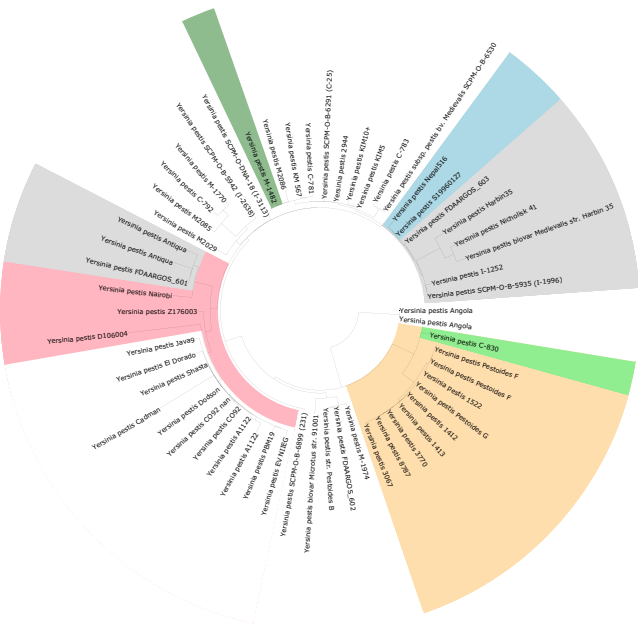 Yersinia pestis subsp. pestis bv. Medievalis SCPM-O-B-6530
Yersinia pestis Nepal516
Yersinia pestis S19960127
Yersinia pestis FDAARGOS_603
Yersinia pestis Harbin35
Yersinia pestis Nicholisk 41
Yersinia pestis biovar Medievalis str. Harbin 35
Yersinia pestis I-1252
Yersinia pestis SCPM-O-B-5935 (I-1996)
Yersinia pestis Angola
Yersinia pestis Angola
Yersinia pestis C-830
Yersinia pestis Pestoides F
Yersinia pestis Pestoides F
Yersinia pestis 1522
Yersinia pestis Pestoides G
Yersinia pestis 1412
Yersinia pestis 1413
Yersinia pestis 3770
Yersinia pestis 8787
Yersinia pestis 3067
Yersinia pestis M-1974
Yersinia pestis FDAARGOS_602
Yersinia pestis str. Pestoides B
Yersinia pestis biovar Microtus str. 91001
Yersinia pestis SCPM-O-B-6899 (231)
Yersinia pestis EV NIIEG
Yersinia pestis PBM19
Yersinia pestis A1122
Yersinia pestis A1122
Yersinia pestis CO92
Yersinia pestis CO92 nan
Yersinia pestis Dodson
Yersinia pestis Cadman
Yersinia pestis Shasta
Yersinia pestis El Dorado
Yersinia pestis Javag
Yersinia pestis D106004
Yersinia pestis Z176003
Yersinia pestis Nairobi
Yersinia pestis FDAARGOS_601
Yersinia pestis Antiqua
Yersinia pestis Antiqua
Yersinia pestis M2029
Yersinia pestis M2085
Yersinia pestis C-792
Yersinia pestis M-1770
Yersinia pestis SCPM-O-B-5942 (I-2638)
Yersinia pestis SCPM-O-DNA-18 (I-3113)
Yersinia pestis M-1482
Yersinia pestis M2086
Yersinia pestis KM 567
Yersinia pestis C-781
Yersinia pestis SCPM-O-B-6291 (C-25)
Yersinia pestis 2944
Yersinia pestis KIM10+
Yersinia pestis KIM5
Yersinia pestis C-783